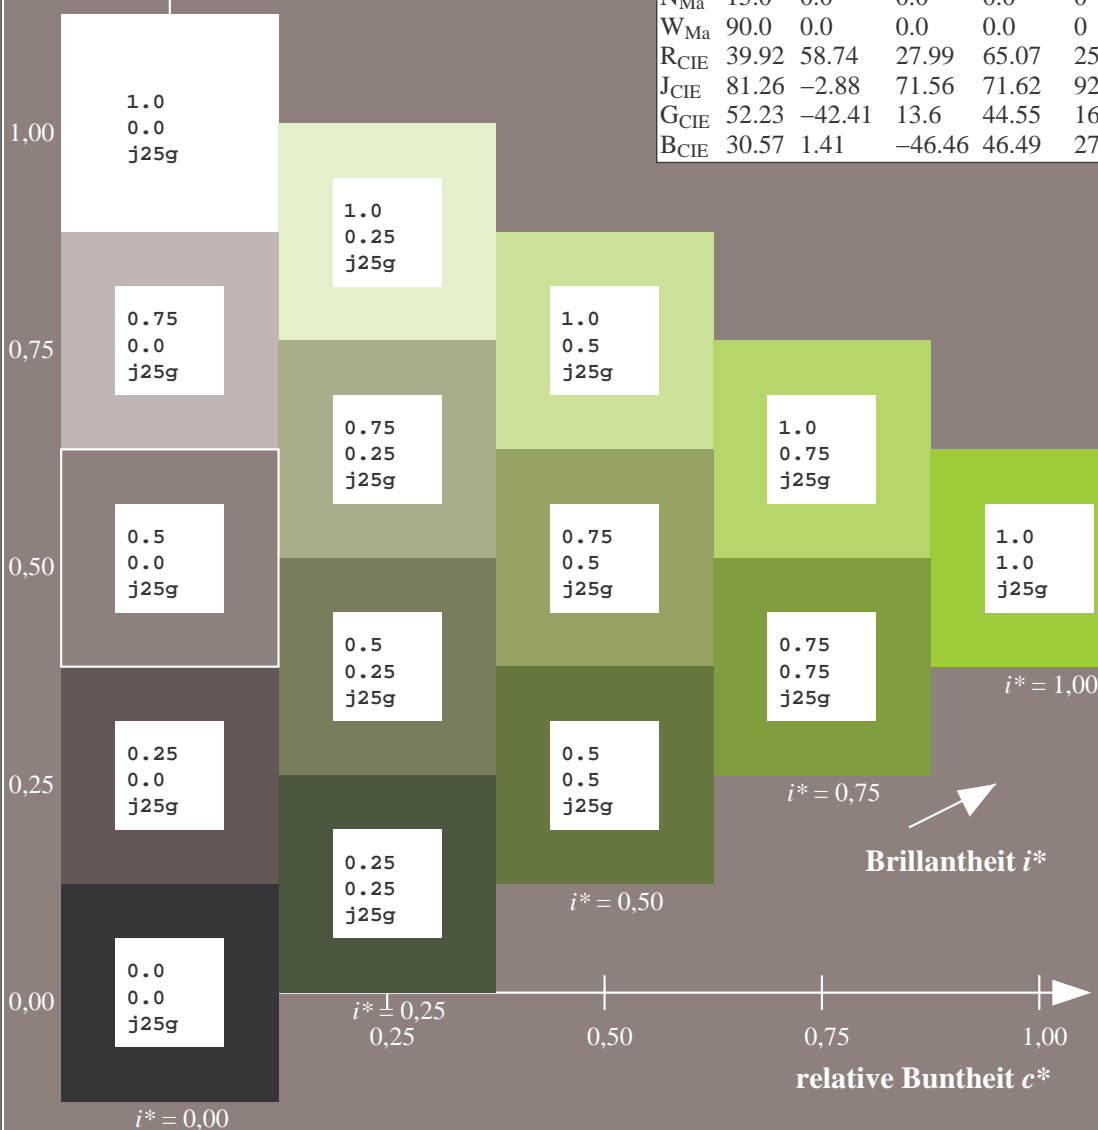 W_Ma 90.0 0.0 0.0 0.0 0
R_CIE 39.92 58.74 27.99 65.07 25
J_CIE 81.26 −2.88 71.56 71.62 92
G_CIE 52.23 −42.41 13.6 44.55 16
B_CIE 30.57 1.41 −46.46 46.49 27
1,00
1.0
0.0
j25g
1.0
0.25
j25g
0,75
0.75
0.0
j25g
1.0
0.5
j25g
0.75
0.25
j25g
1.0
0.75
j25g
0,50
0.5
0.0
j25g
0.75
0.5
j25g
1.0
1.0
j25g
0.5
0.25
j25g
0.75
0.75
j25g
i* = 1,00
0,25
0.25
0.0
j25g
0.5
0.5
j25g
i* = 0,75
Brillantheit i*
0.25
0.25
j25g
i* = 0,50
0,00
0.0
0.0
j25g
i* = 0,25
0,25
0,50
0,75
1,00
relative Buntheit c*
i* = 0,00